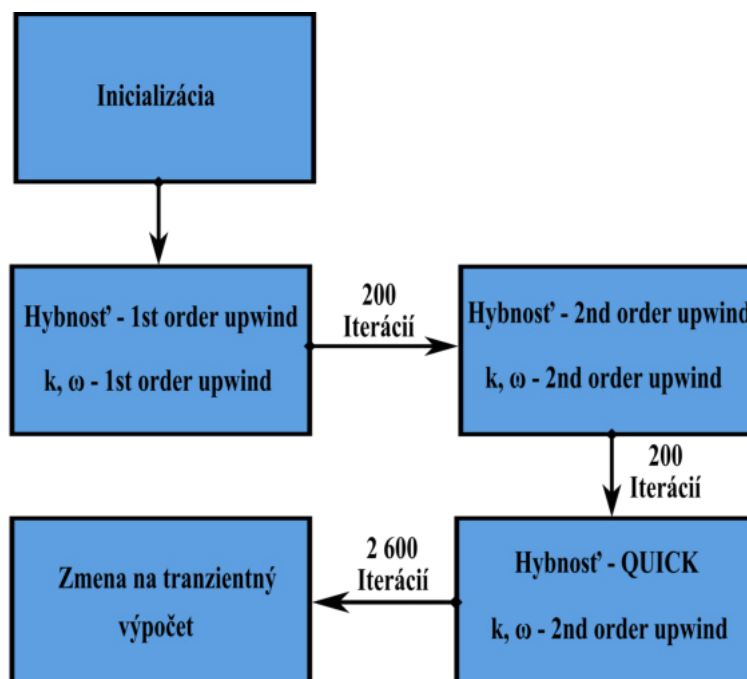 Inicializácia
Hybnosť - 1st order upwind
k, ω - 1st order upwind
200
Iterácií
Hybnosť - 2nd order upwind
k, ω - 2nd order upwind
200
Iterácií
Hybnosť - QUICK
k, ω - 2nd order upwind
2 600
Iterácií
Zmena na tranzientný
výpočet